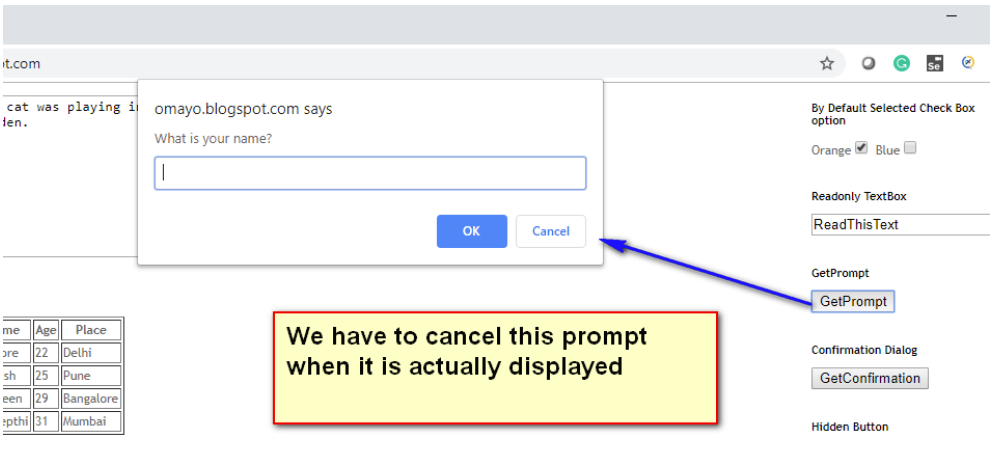 ot.com
Se
cat was playing in
den.
omayo.blogspot.com says
What is your name?
OK
Cancel
By Default Selected Check Box
option
Orange Blue
Readonly TextBox
ReadThisText
GetPrompt
GetPrompt
Confirmation Dialog
GetConfirmation
Hidden Button
We have to cancel this prompt
when it is actually displayed
me Age Place
ore 22 Delhi
sh 25 Pune
een 29 Bangalore
epthi 31 Mumbai